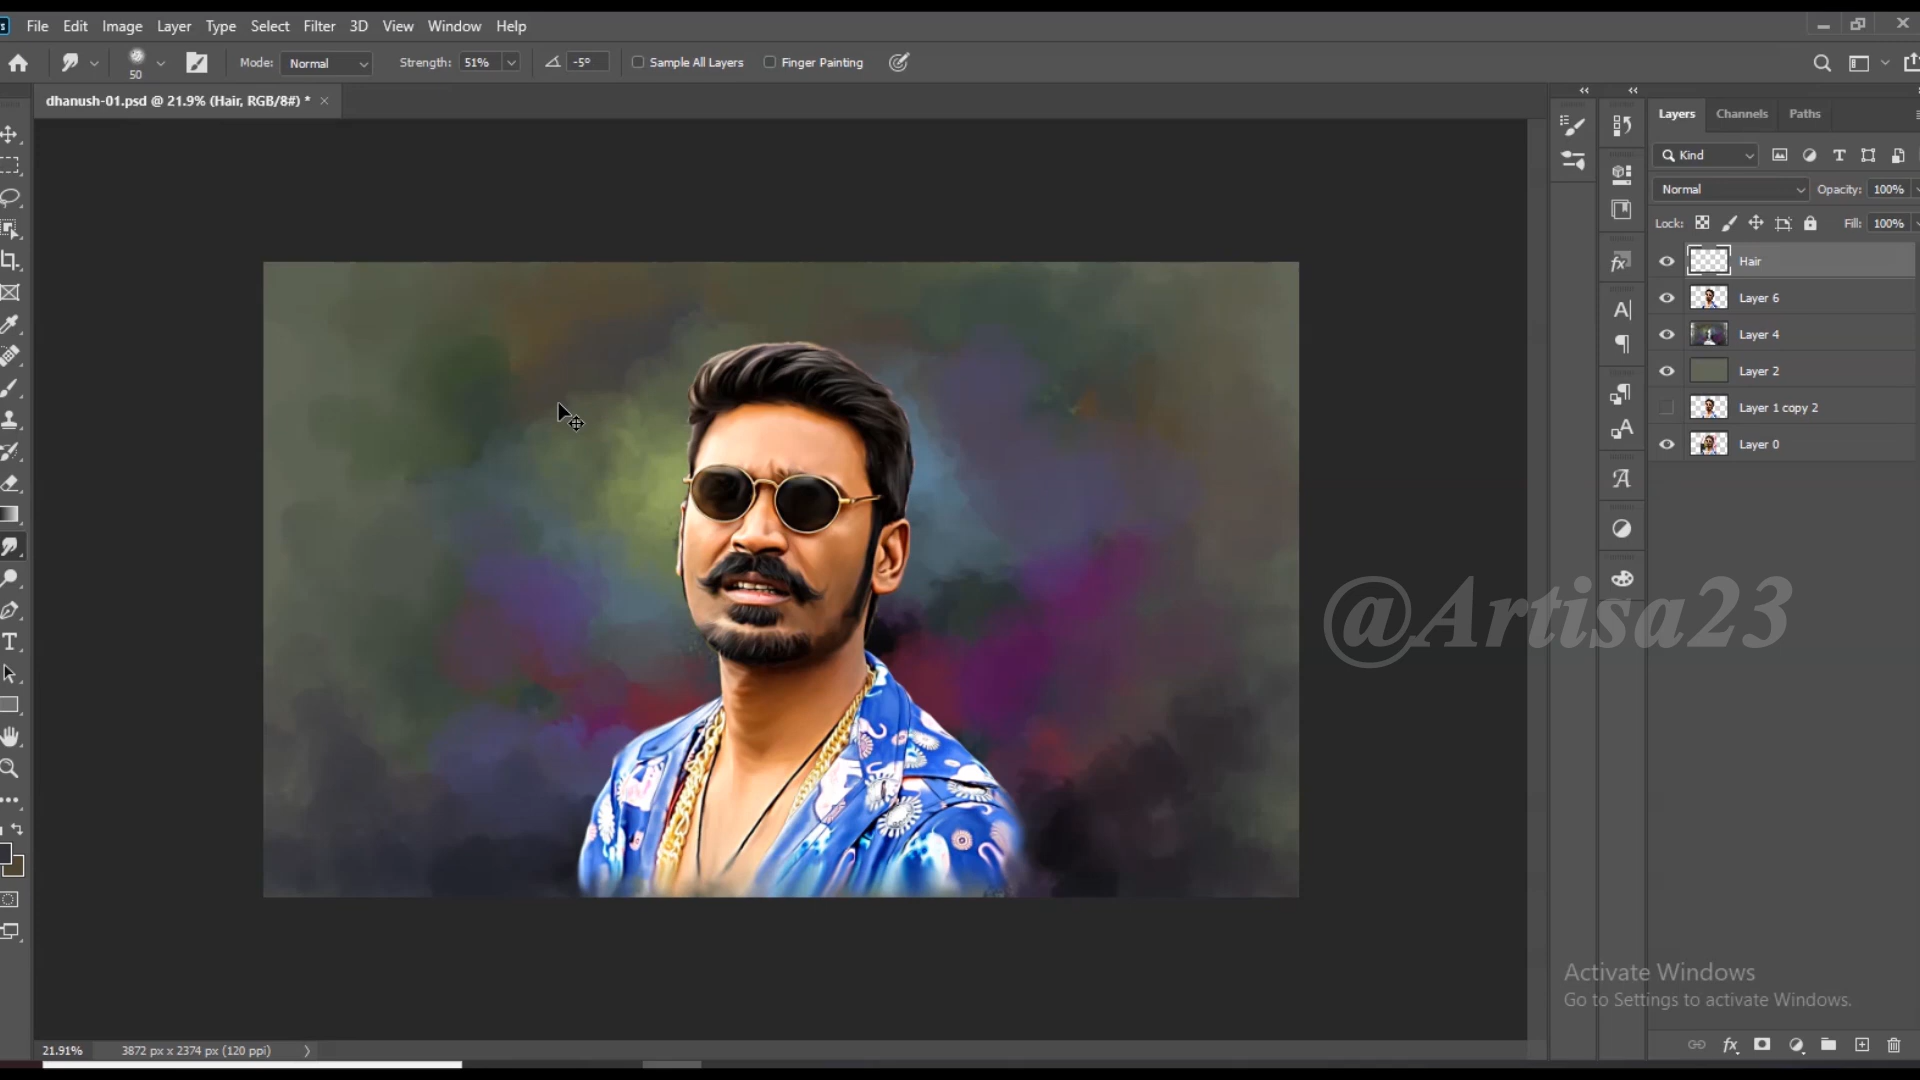 File Edit Image Layer Type Select Filter 3D View Window Help
50 Mode: Normal Strength: 51% -5° Sample All Layers Finger Painting
dhanush-01.psd @ 21.9% (Hair, RGB/8#) *
Layers Channels Paths
Kind
Normal Opacity: 100%
Lock: Fill: 100%
Hair
Layer 6
Layer 4
Layer 2
Layer 1 copy 2
Layer 0
@Artisa23
Activate Windows
Go to Settings to activate Windows.
21.91% 3872 px x 2374 px (120 ppi)